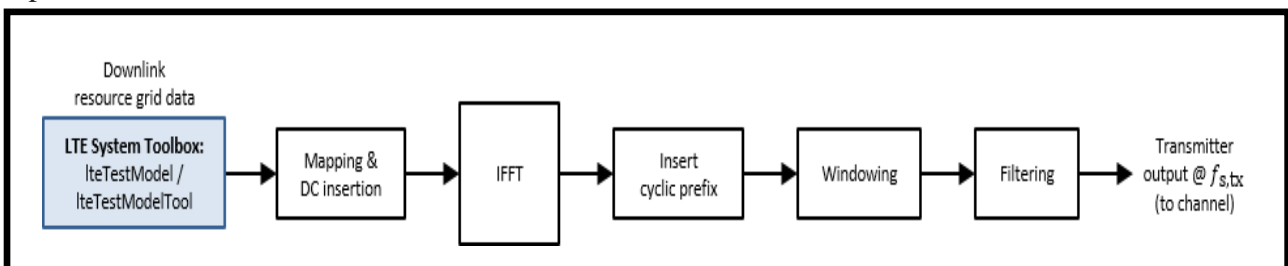 Downlink
resource grid data
LTE System Toolbox:
lteTestModel /
lteTestModelTool
Mapping &
DC insertion
IFFT
Insert
cyclic prefix
Windowing
Filtering
Transmitter
output @ fs,tx
(to channel)